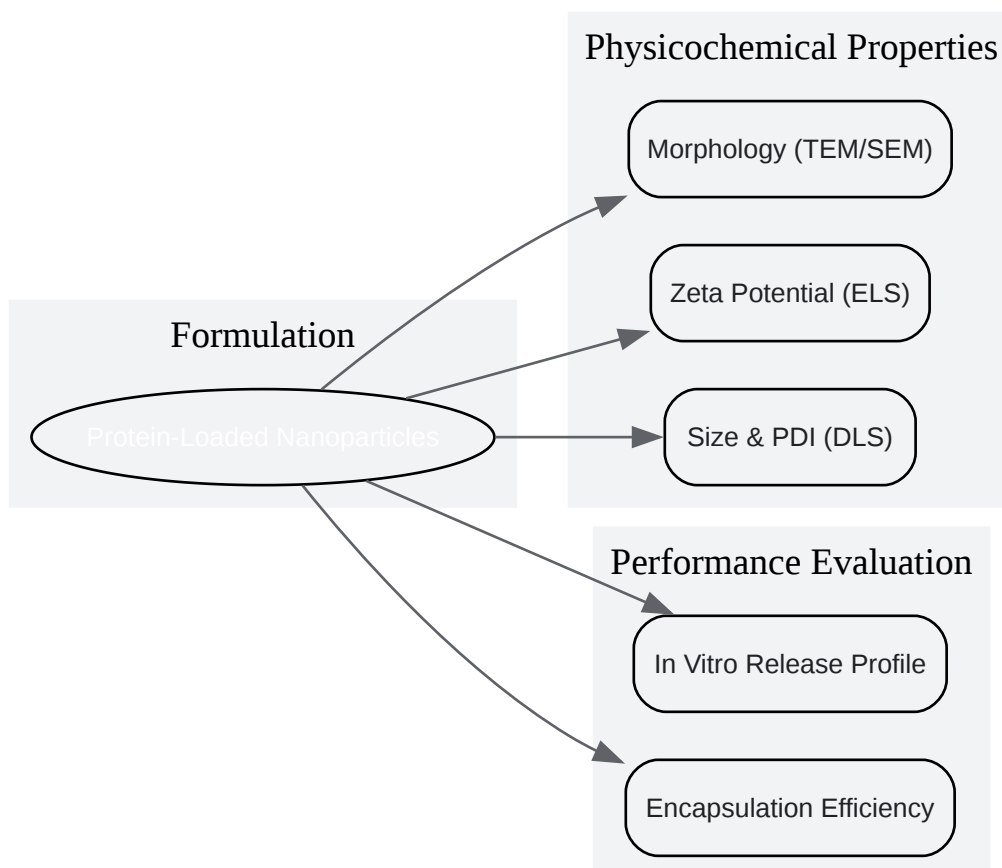 Physicochemical Properties
Morphology (TEM/SEM)
Zeta Potential (ELS)
Formulation
Protein-Loaded Nanoparticles
Size & PDI (DLS)
Performance Evaluation
In Vitro Release Profile
Encapsulation Efficiency